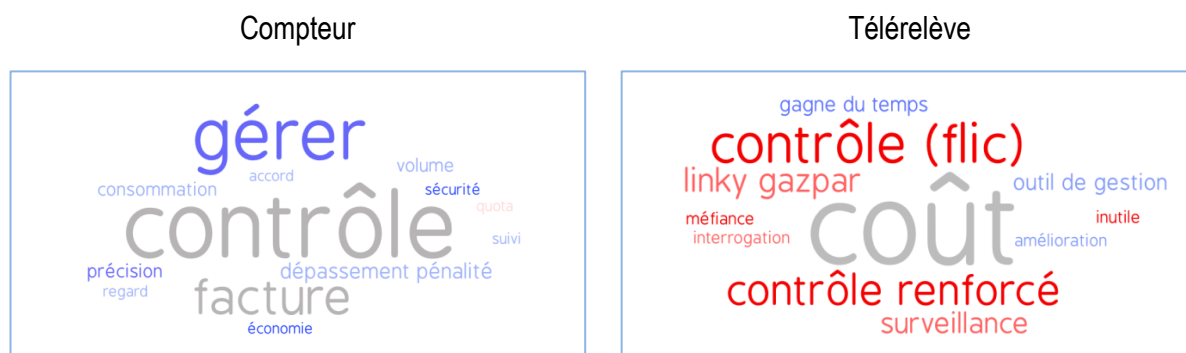 Compteur
gérer
volume
accord
consommation
sécurité
contrôle
quota
suivi
précision
dépassement pénalité
regard
facture
économie
Télérelève
gagne du temps
contrôle (flic)
linky gazpar
outil de gestion
coût
méfiance
inutile
interrogation
amélioration
contrôle renforcé
surveillance